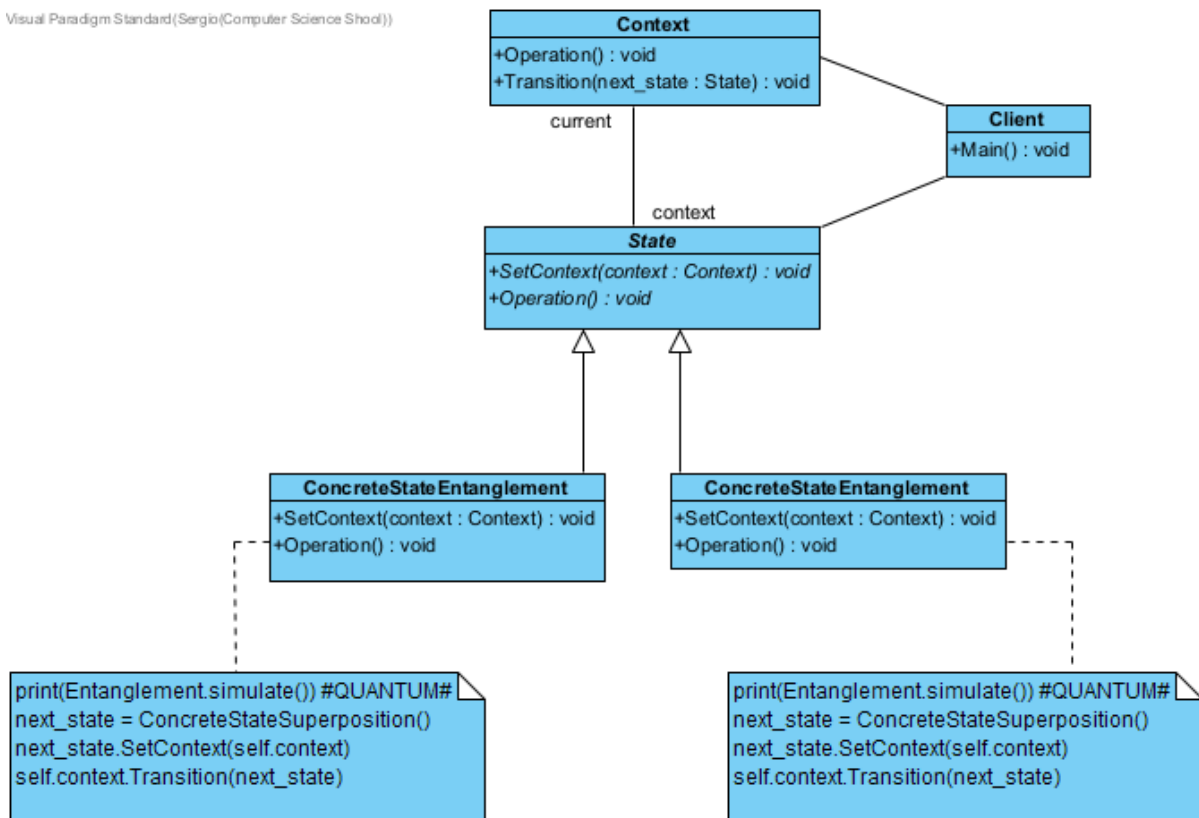 Visual Paradigm Standard(Sergio(Computer Science Shool))
Context
+Operation() : void
+Transition(next_state : State) : void
current
Client
+Main() : void
context
State
+SetContext(context : Context) : void
+Operation() : void
ConcreteStateEntanglement
+SetContext(context : Context) : void
+Operation() : void
ConcreteStateEntanglement
+SetContext(context : Context) : void
+Operation() : void
print(Entanglement.simulate()) #QUANTUM#
next_state = ConcreteStateSuperposition()
next_state.SetContext(self.context)
self.context.Transition(next_state)
print(Entanglement.simulate()) #QUANTUM#
next_state = ConcreteStateSuperposition()
next_state.SetContext(self.context)
self.context.Transition(next_state)